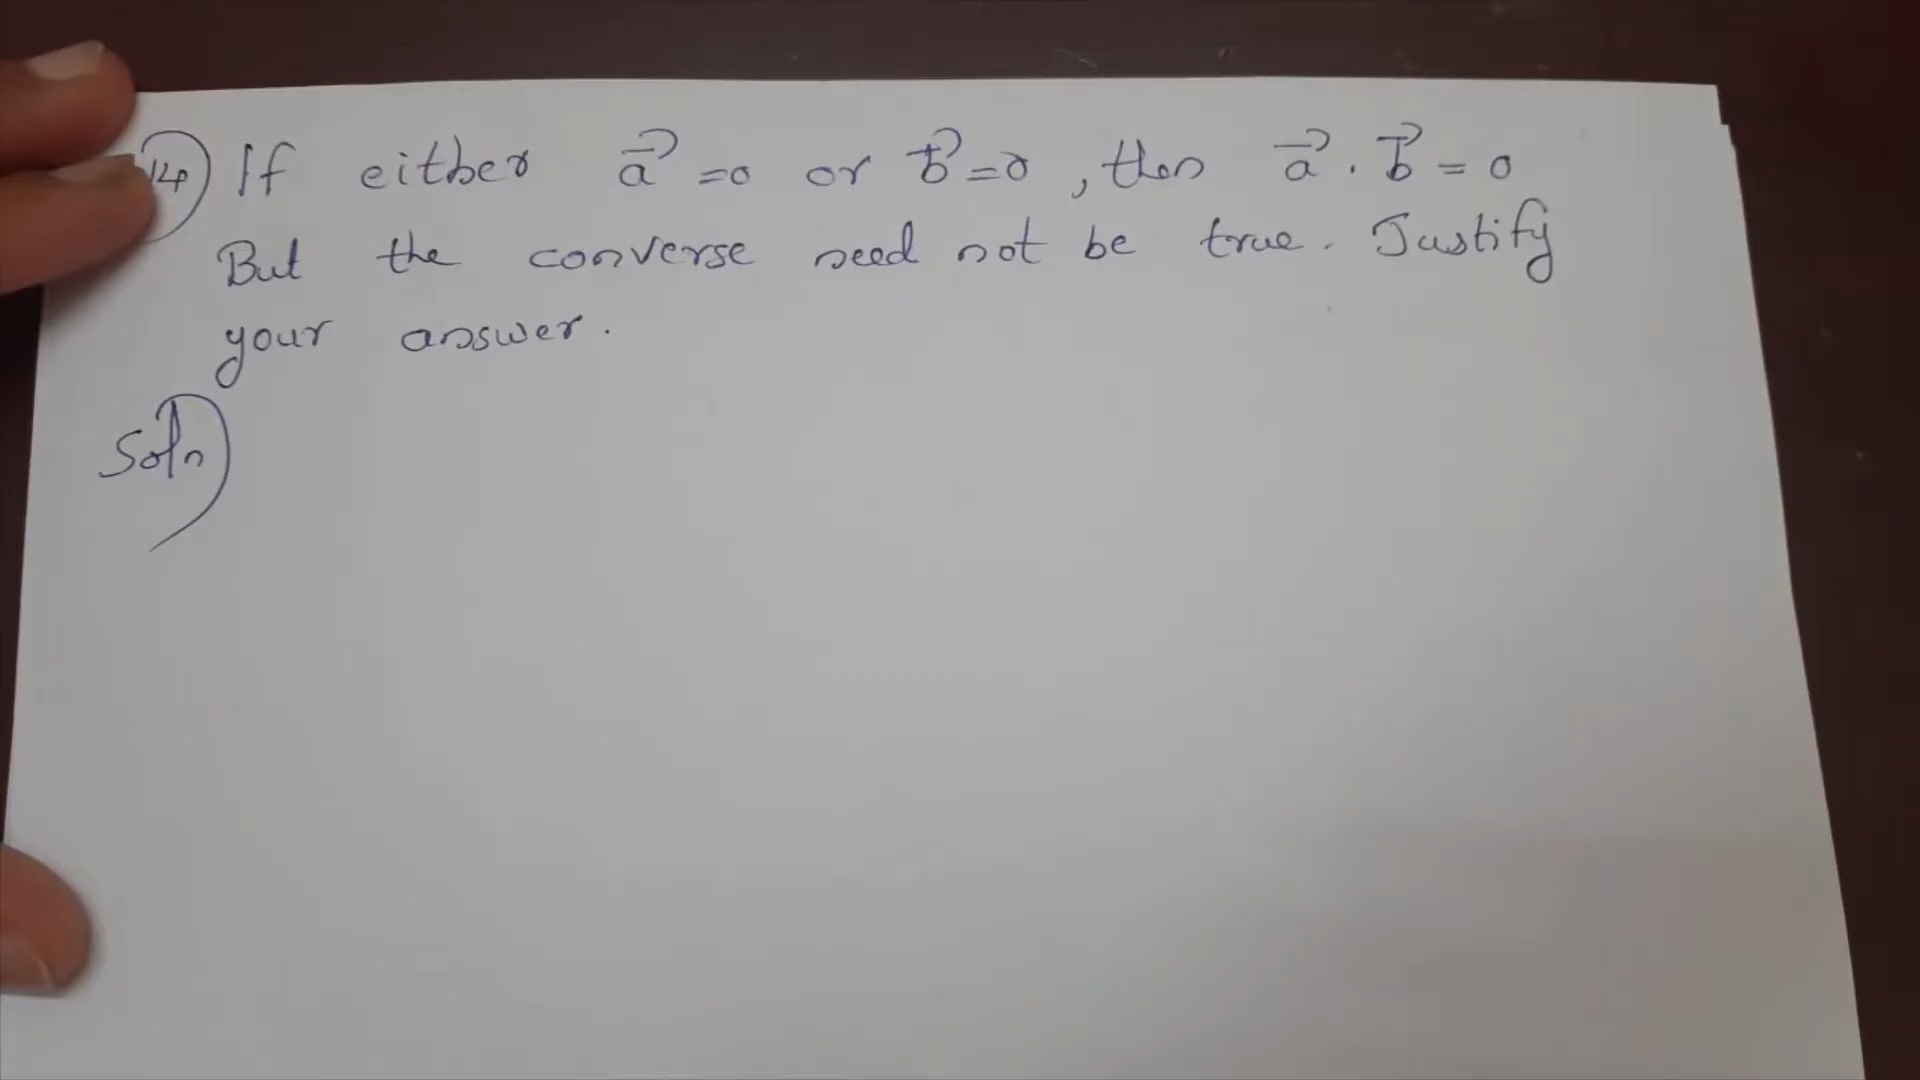 14) If either a⃗ =0 or b⃗ =0 , then a⃗ . b⃗ = 0
But the converse need not be true. Justify
your answer.
Soln)